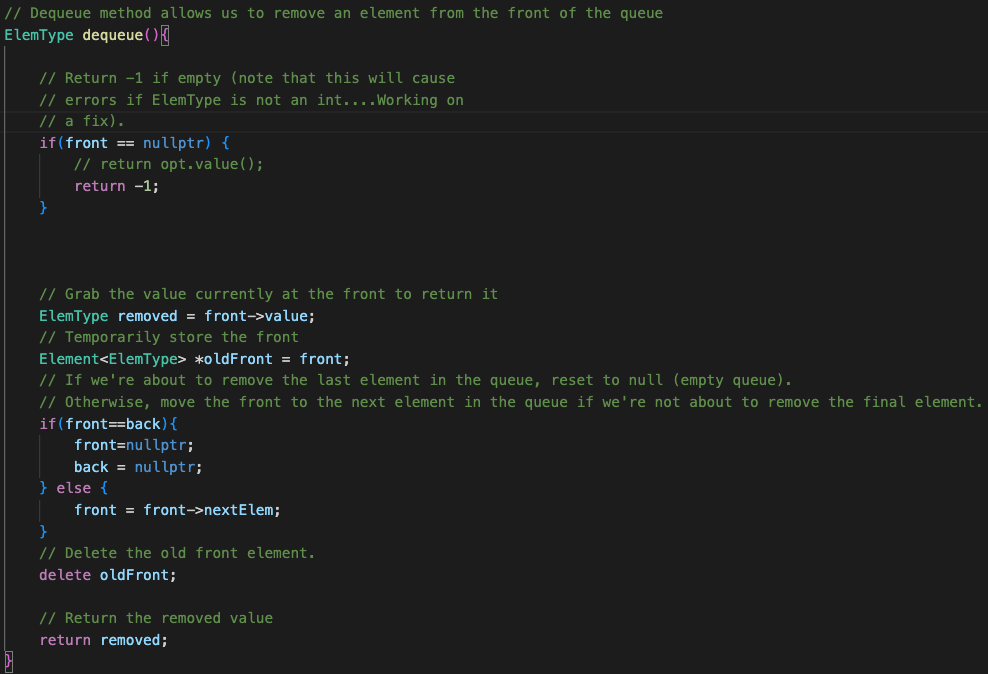 // Dequeue method allows us to remove an element from the front of the queue
ElemType dequeue(){
// Return -1 if empty (note that this will cause
// errors if ElemType is not an int....Working on
// a fix).
if(front == nullptr) {
// return opt.value();
return -1;
}
// Grab the value currently at the front to return it
ElemType removed = front->value;
// Temporarily store the front
Element<ElemType> *oldFront = front;
// If we're about to remove the last element in the queue, reset to null (empty queue).
// Otherwise, move the front to the next element in the queue if we're not about to remove the final element.
if(front==back){
front=nullptr;
back = nullptr;
} else {
front = front->nextElem;
}
// Delete the old front element.
delete oldFront;
// Return the removed value
return removed;
}